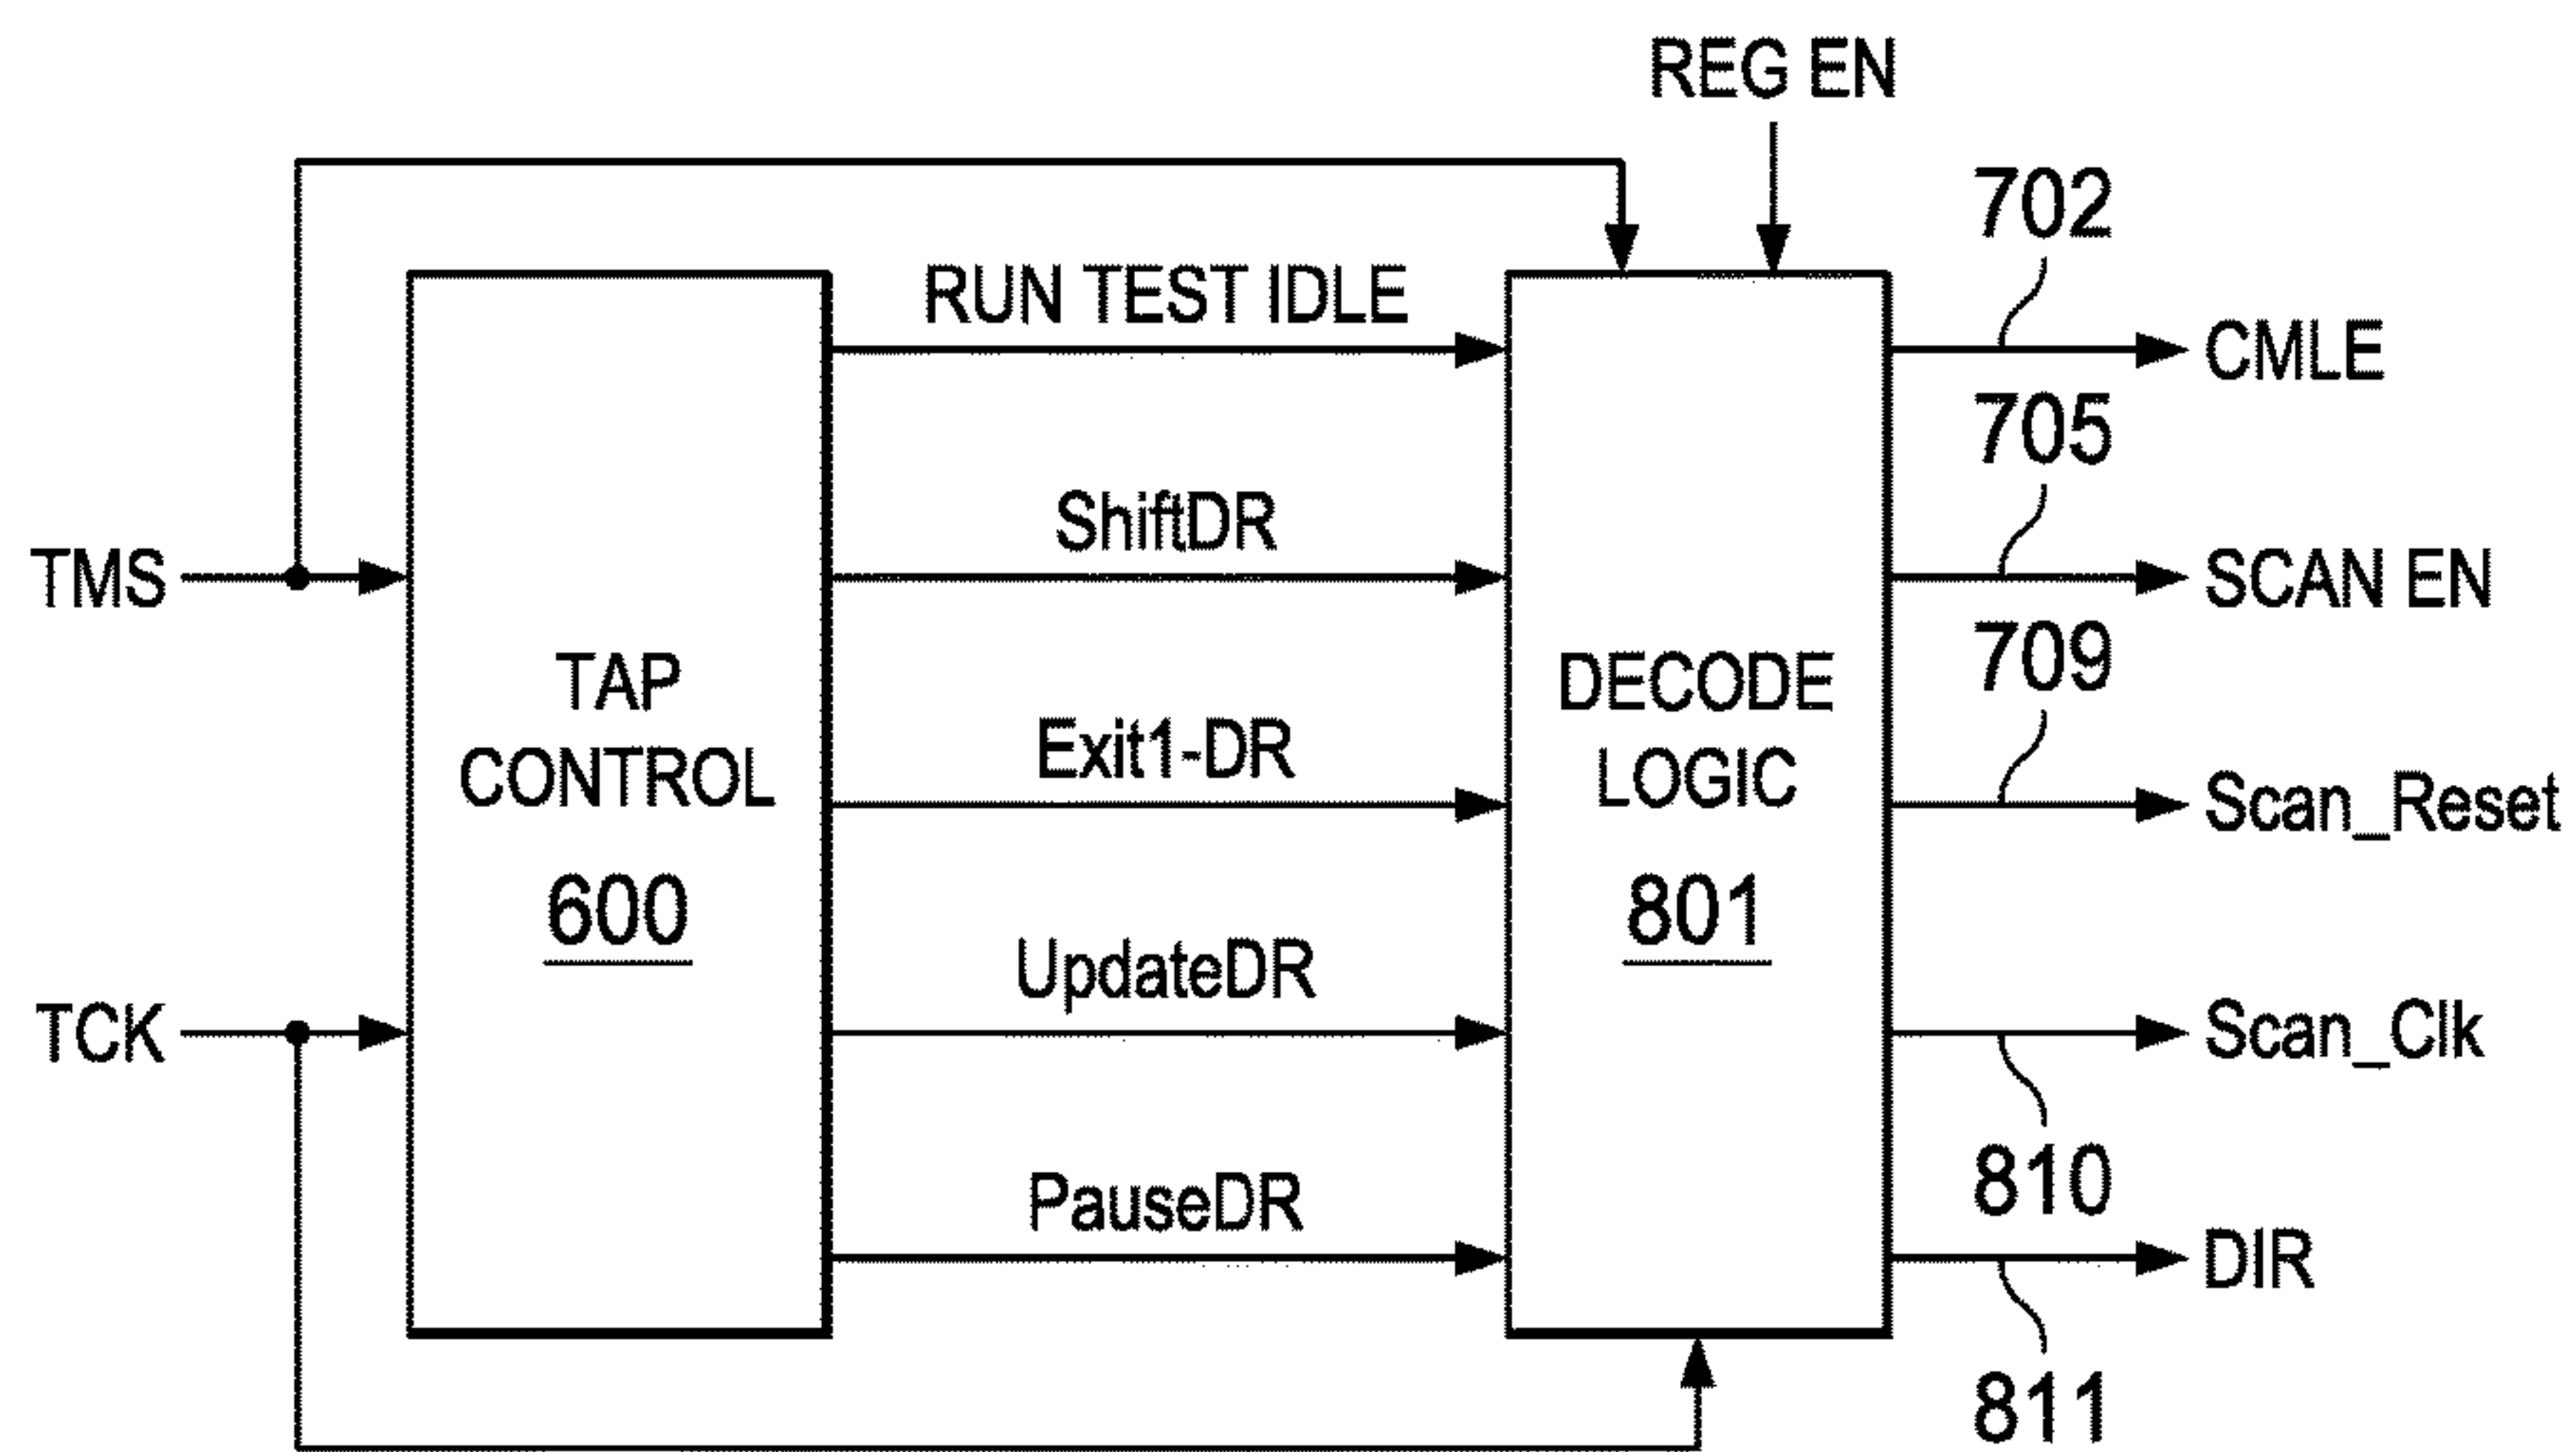 REG EN
702
RUN TEST IDLE
CMLE
705
ShiftDR
TMS
SCAN EN
709
TAP
CONTROL
600
Exit1-DR
DECODE
LOGIC
801
Scan_Reset
UpdateDR
TCK
Scan_Clk
810
PauseDR
DIR
811